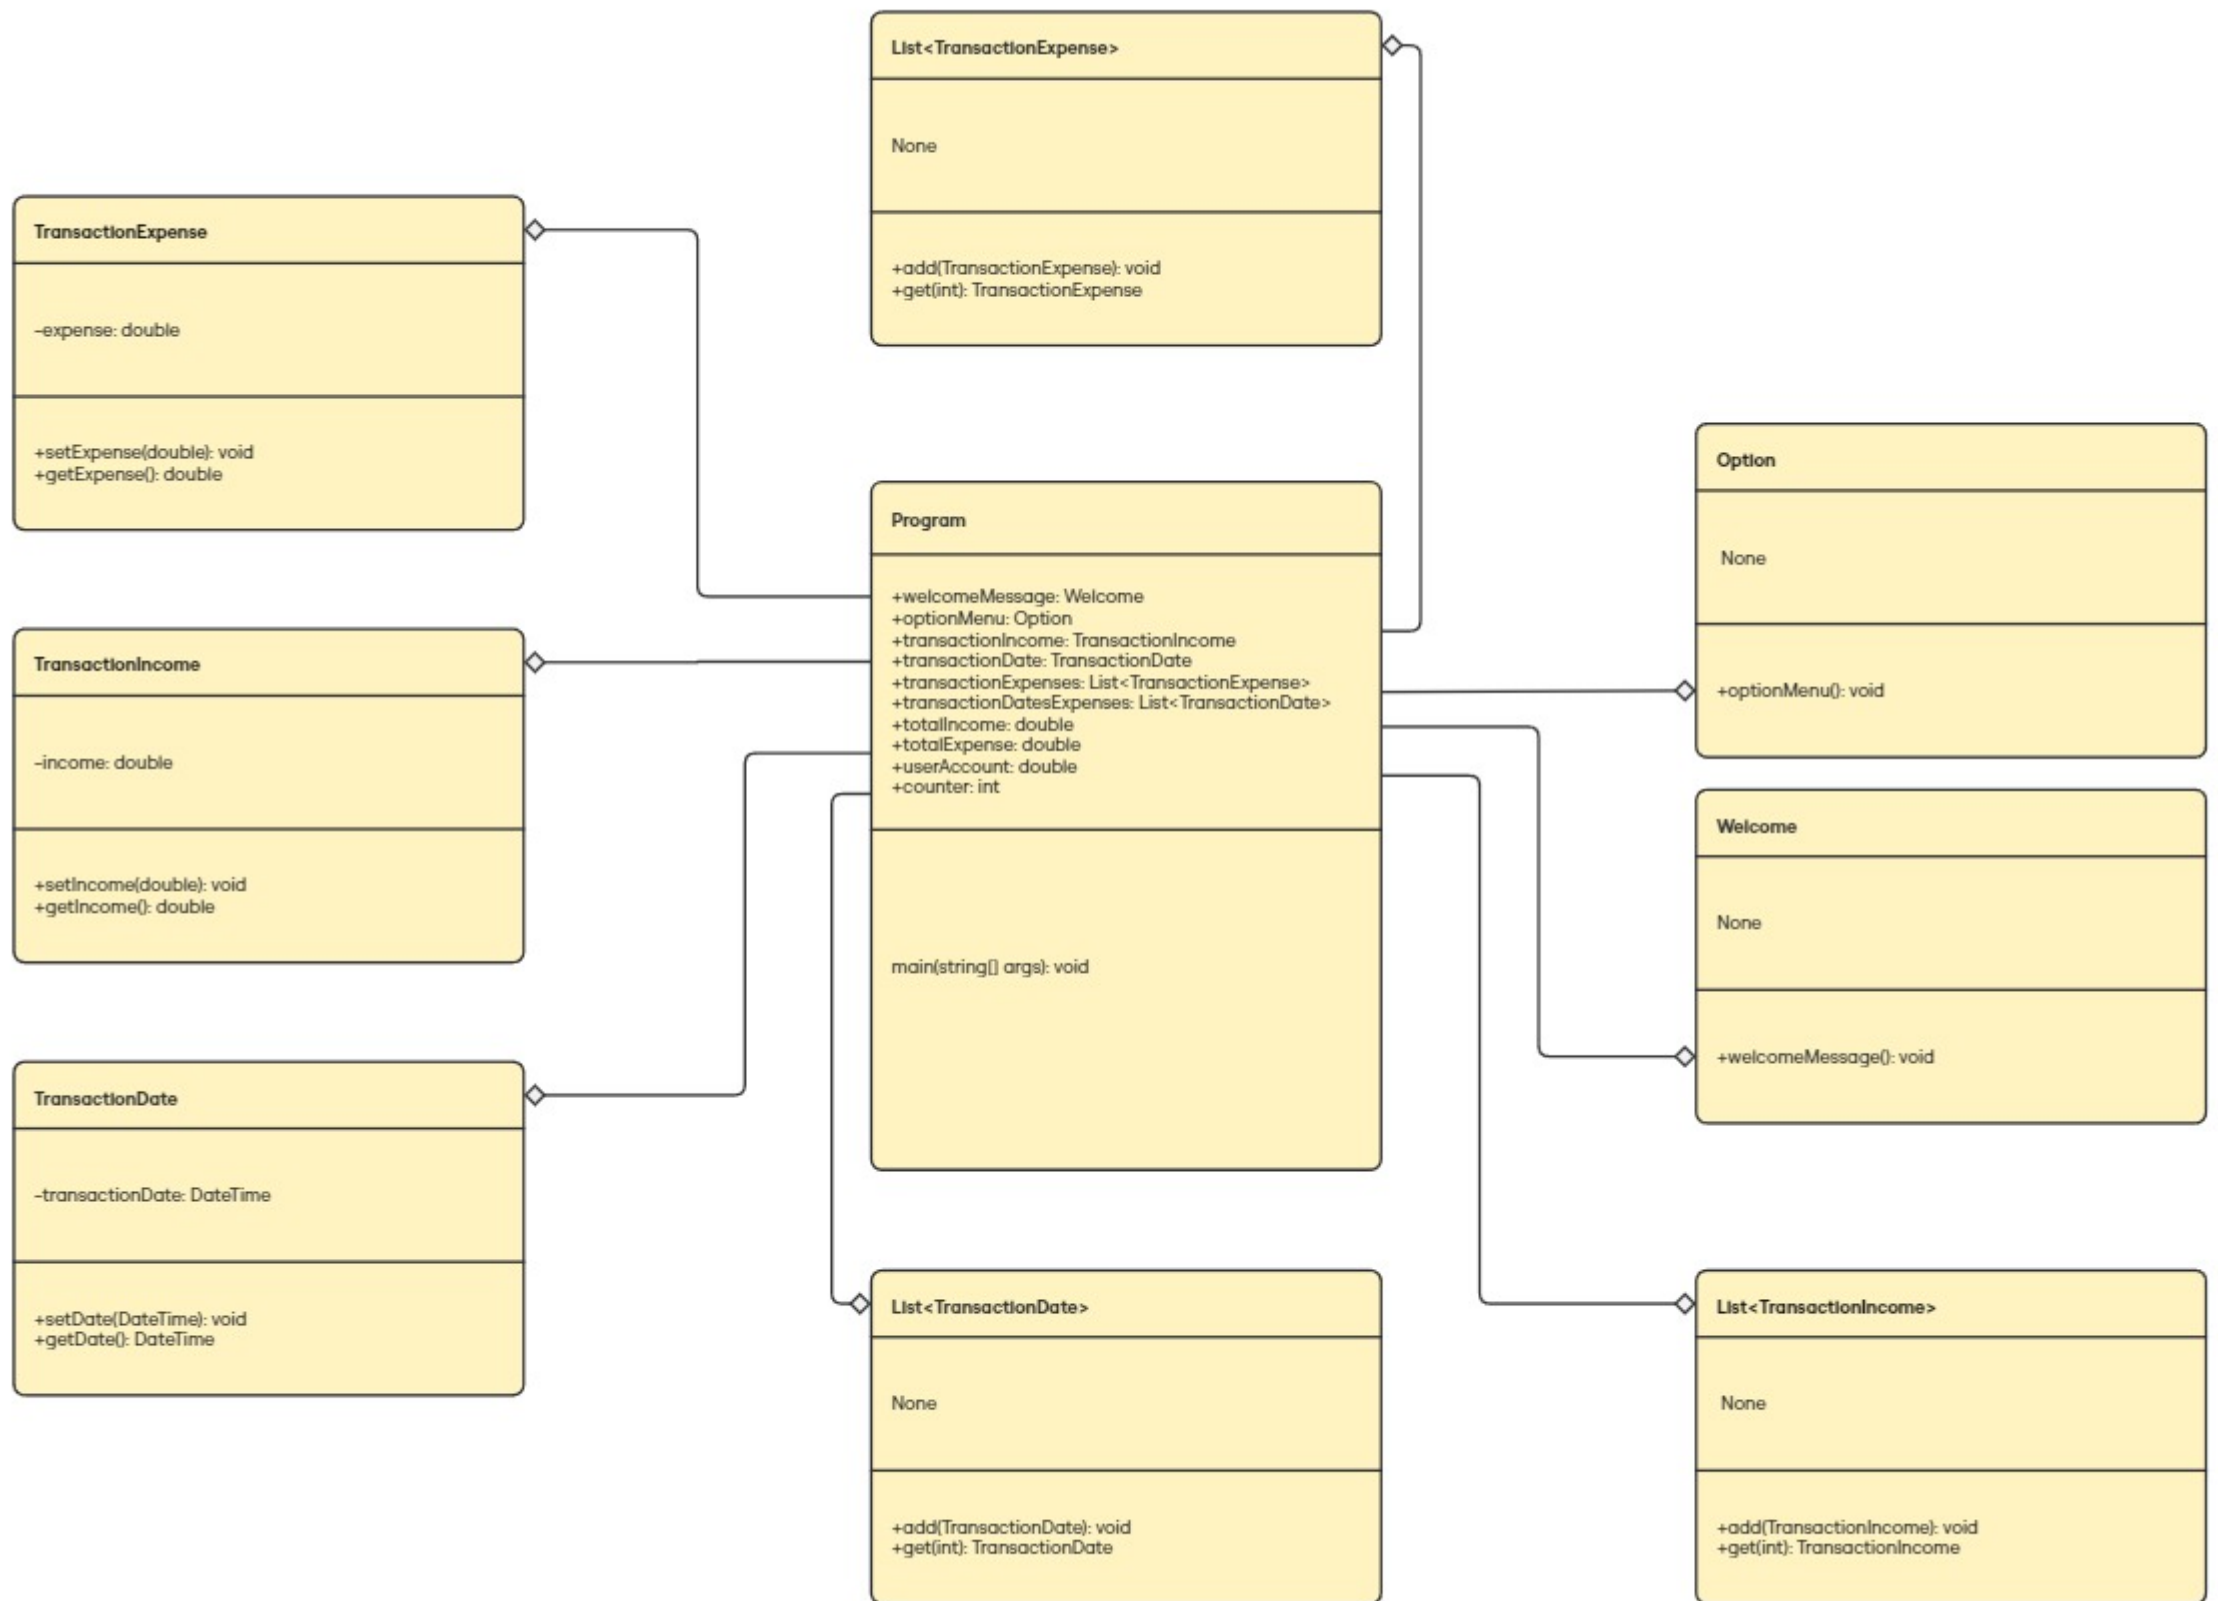 List<TransactionExpense>
None
+add(TransactionExpense): void
+get(int): TransactionExpense
TransactionExpense
-expense: double
+setExpense(double): void
+getExpense(): double
TransactionIncome
-income: double
+setIncome(double): void
+getIncome(): double
TransactionDate
-transactionDate: DateTime
+setDate(DateTime): void
+getDate(): DateTime
Program
+welcomeMessage: Welcome
+optionMenu: Option
+transactionIncome: TransactionIncome
+transactionDate: TransactionDate
+transactionExpenses: List<TransactionExpense>
+transactionDatesExpenses: List<TransactionDate>
+totalIncome: double
+totalExpense: double
+userAccount: double
+counter: int
main(string[] args): void
Option
None
+optionMenu(): void
Welcome
None
+welcomeMessage(): void
List<TransactionDate>
None
+add(TransactionDate): void
+get(int): TransactionDate
List<TransactionIncome>
None
+add(TransactionIncome): void
+get(int): TransactionIncome